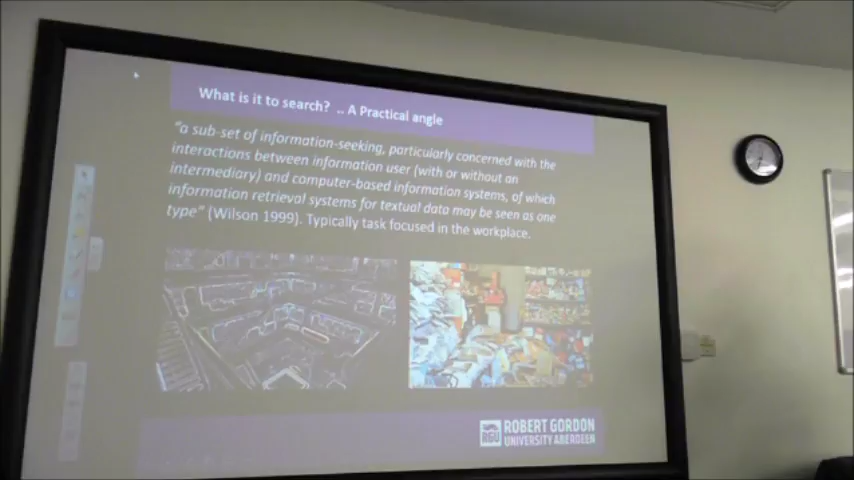 What is it to search? .. A Practical angle
"a sub-set of information-seeking, particularly concerned with the
interactions between information user (with or without an
intermediary) and computer-based information systems, of which
information retrieval systems for textual data may be seen as one
type" (Wilson 1999). Typically task focused in the workplace.
RGU
ROBERT GORDON
UNIVERSITY ABERDEEN